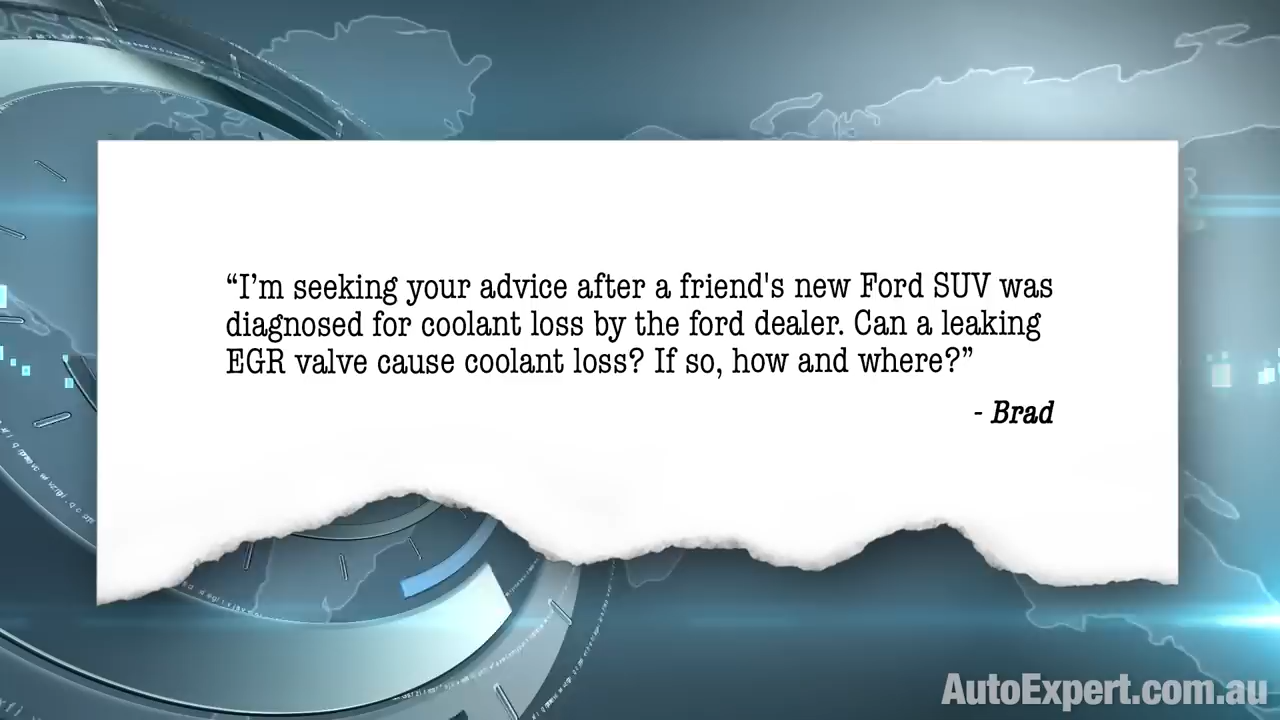 “I’m seeking your advice after a friend's new Ford SUV was
diagnosed for coolant loss by the ford dealer. Can a leaking
EGR valve cause coolant loss? If so, how and where?”
- Brad
AutoExpert.com.au